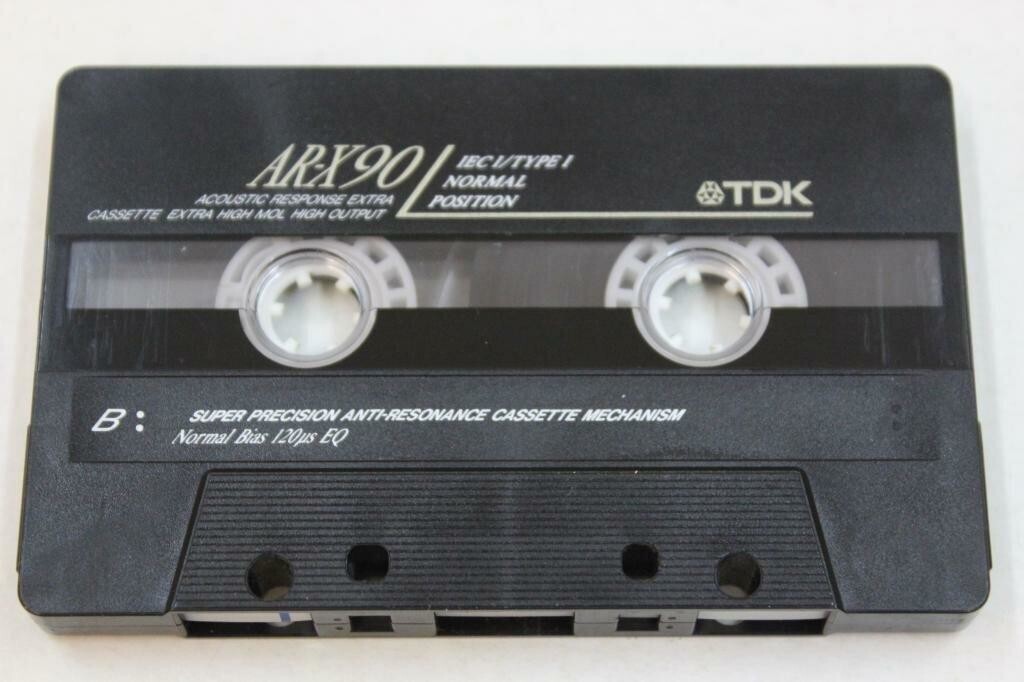 AR-X90
IEC I/TYPE I
NORMAL
POSITION
ACOUSTIC RESPONSE EXTRA
CASSETTE EXTRA HIGH MOL HIGH OUTPUT
TDK
B:
SUPER PRECISION ANTI-RESONANCE CASSETTE MECHANISM
Normal Bias 120µs EQ